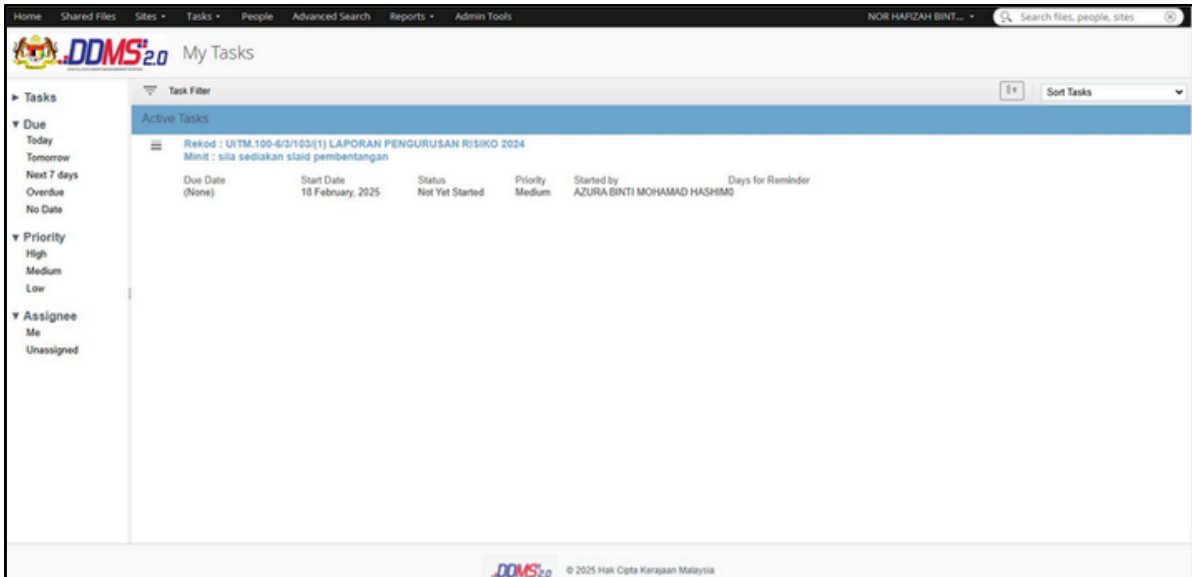 Home Shared Files Sites Tasks People Advanced Search Reports Admin Tools NOR HAFIZAH BINT... Search files, people, sites
DDMS 2.0 My Tasks
Tasks
Due
Today
Tomorrow
Next 7 days
Overdue
No Date
Priority
High
Medium
Low
Assignee
Me
Unassigned
Task Filter Sort Tasks
Active Tasks
Rekod : UiTM.100-6/3/103/(1) LAPORAN PENGURUSAN RISIKO 2024
Minit : sila sediakan slaid pembentangan
Due Date Start Date Status Priority Started by Days for Reminder
(None) 18 February, 2025 Not Yet Started Medium AZURA BINTI MOHAMAD HASHIM0
DDMS 2.0 © 2025 Hak Cipta Kerajaan Malaysia